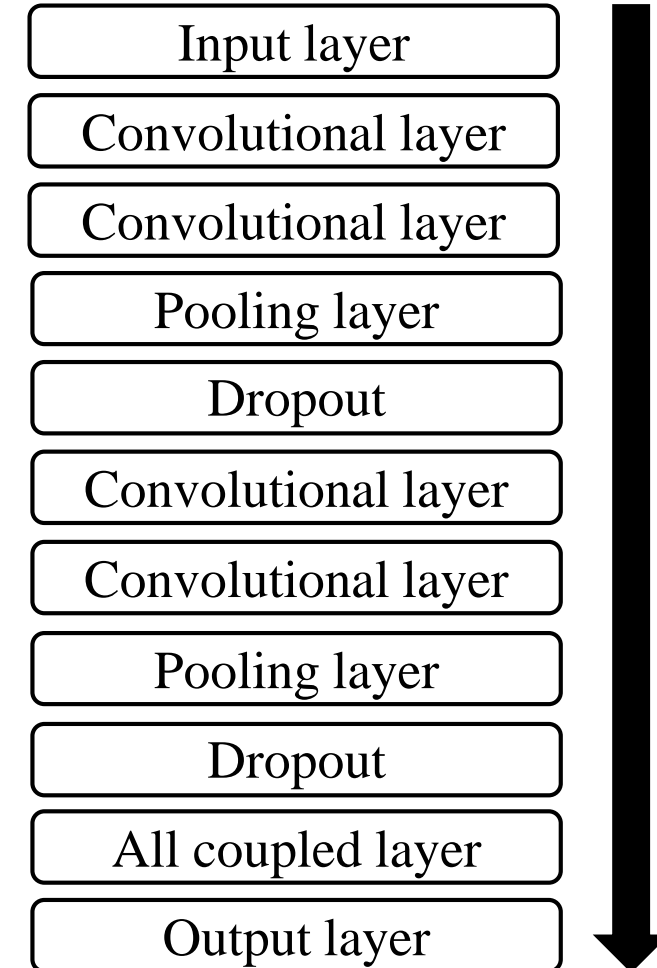 Input layer
Convolutional layer
Convolutional layer
Pooling layer
Dropout
Convolutional layer
Convolutional layer
Pooling layer
Dropout
All coupled layer
Output layer